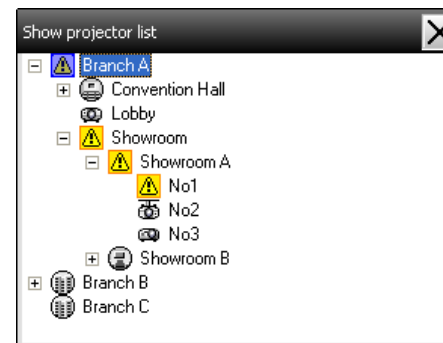 Show projector list
Branch A
Convention Hall
Lobby
Showroom
Showroom A
No1
No2
No3
Showroom B
Branch B
Branch C